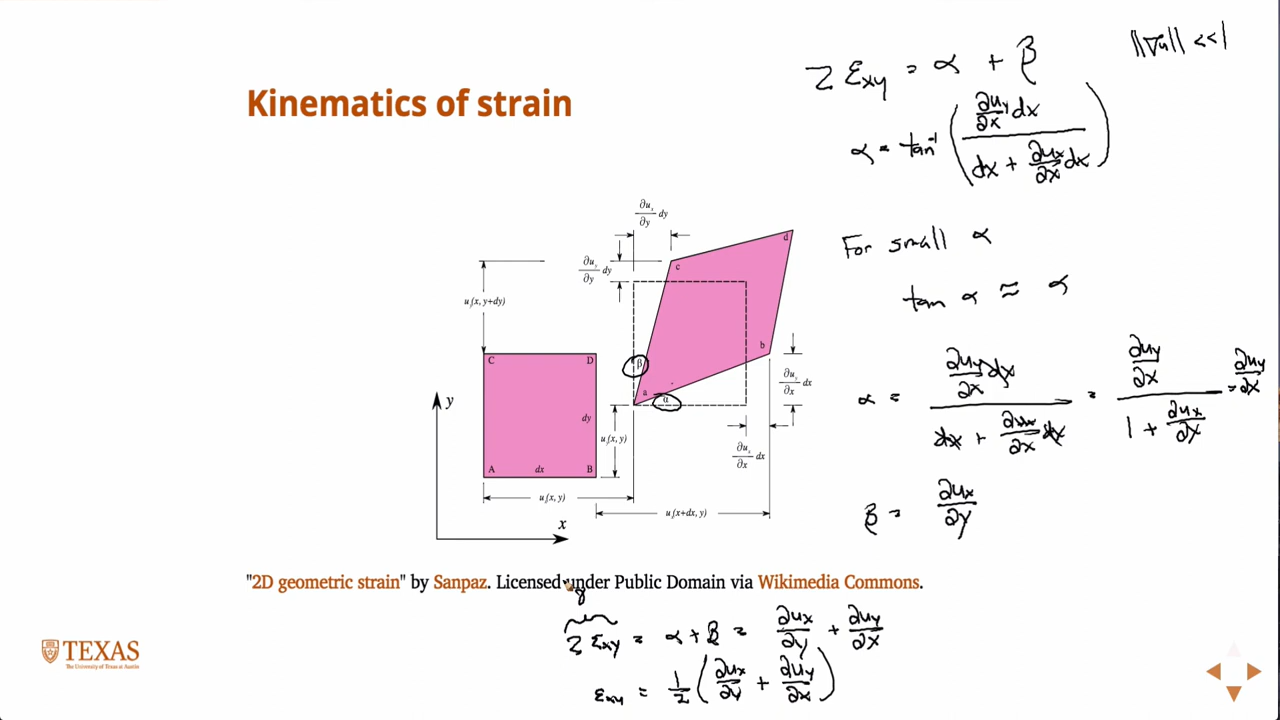 2 ε_xy = α + β
||∇u|| << 1
Kinematics of strain
α = tan⁻¹ ( ∂u_y/∂x dx / (dx + ∂u_x/∂x dx) )
For small α
tan α ≈ α
∂u_x/∂y dy
∂u_y/∂y dy
c
d
u_y(x, y+dy)
C
D
β
b
a
α
∂u_y/∂x dx
α = (∂u_y/∂x dx) / (dx + ∂u_x/∂x dx) = (∂u_y/∂x) / (1 + ∂u_x/∂x) = ∂u_y/∂x
y
dy
u_y(x, y)
∂u_x/∂x dx
A
dx
B
u_x(x, y)
u_x(x+dx, y)
x
β = ∂u_x/∂y
"2D geometric strain" by Sanpaz. Licensed under Public Domain via Wikimedia Commons.
γ
2 ε_xy = α + β = ∂u_x/∂y + ∂u_y/∂x
ε_xy = 1/2 ( ∂u_x/∂y + ∂u_y/∂x )
TEXAS
The University of Texas at Austin